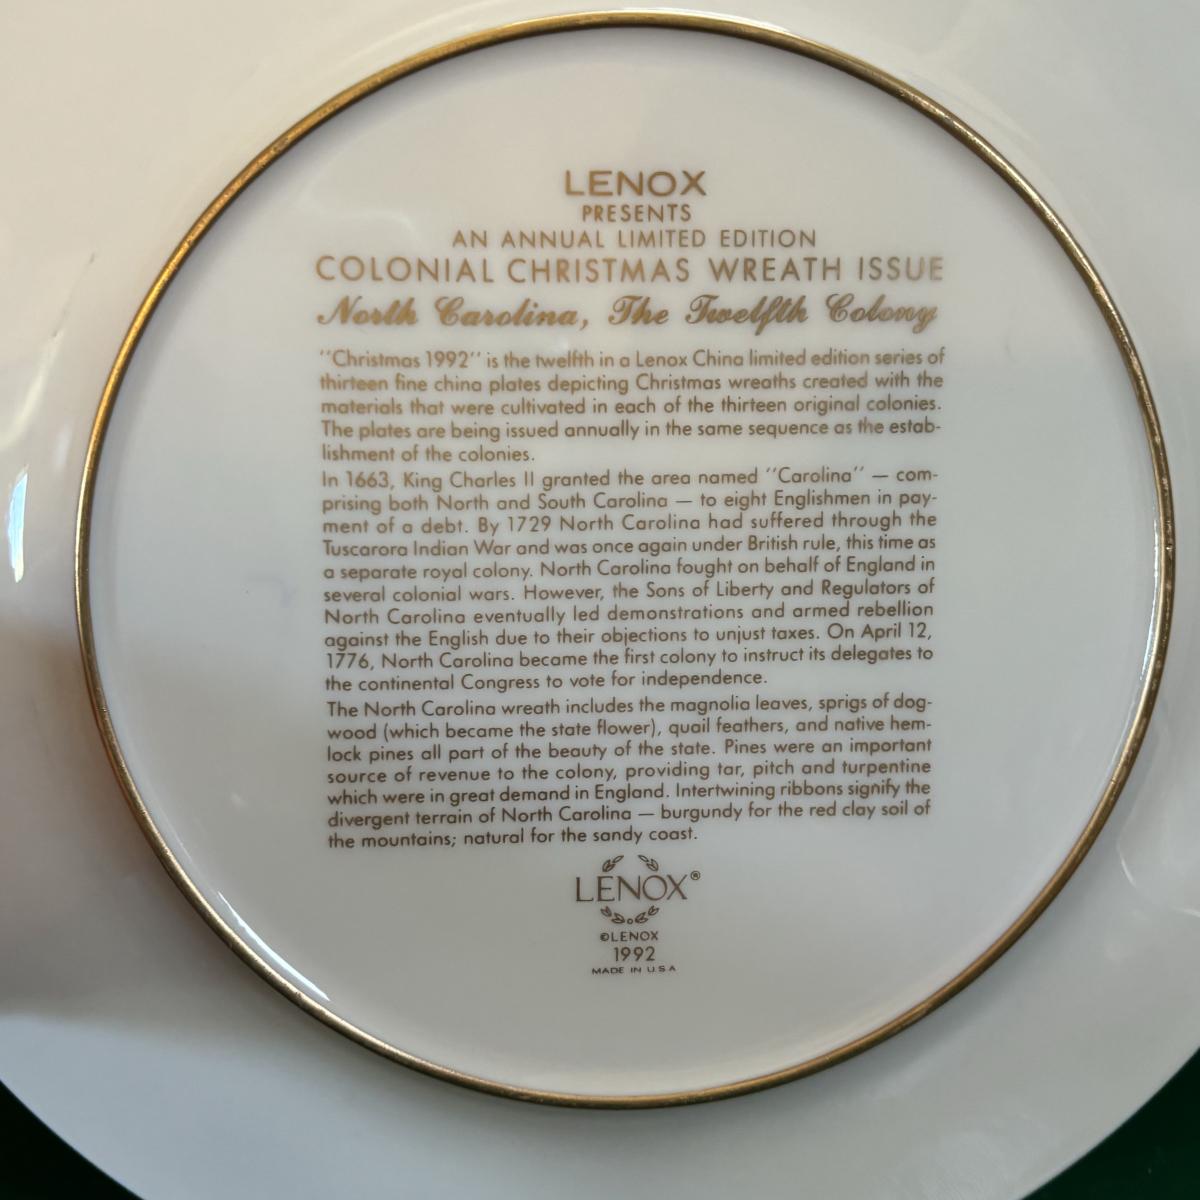 LENOX
PRESENTS
AN ANNUAL LIMITED EDITION
COLONIAL CHRISTMAS WREATH ISSUE
North Carolina, The Twelfth Colony
''Christmas 1992'' is the twelfth in a Lenox China limited edition series of
thirteen fine china plates depicting Christmas wreaths created with the
materials that were cultivated in each of the thirteen original colonies.
The plates are being issued annually in the same sequence as the estab-
lishment of the colonies.
In 1663, King Charles II granted the area named ''Carolina'' — com-
prising both North and South Carolina — to eight Englishmen in pay-
ment of a debt. By 1729 North Carolina had suffered through the
Tuscarora Indian War and was once again under British rule, this time as
a separate royal colony. North Carolina fought on behalf of England in
several colonial wars. However, the Sons of Liberty and Regulators of
North Carolina eventually led demonstrations and armed rebellion
against the English due to their objections to unjust taxes. On April 12,
1776, North Carolina became the first colony to instruct its delegates to
the continental Congress to vote for independence.
The North Carolina wreath includes the magnolia leaves, sprigs of dog-
wood (which became the state flower), quail feathers, and native hem-
lock pines all part of the beauty of the state. Pines were an important
source of revenue to the colony, providing tar, pitch and turpentine
which were in great demand in England. Intertwining ribbons signify the
divergent terrain of North Carolina — burgundy for the red clay soil of
the mountains; natural for the sandy coast.
LENOX®
©LENOX
1992
MADE IN U.S.A